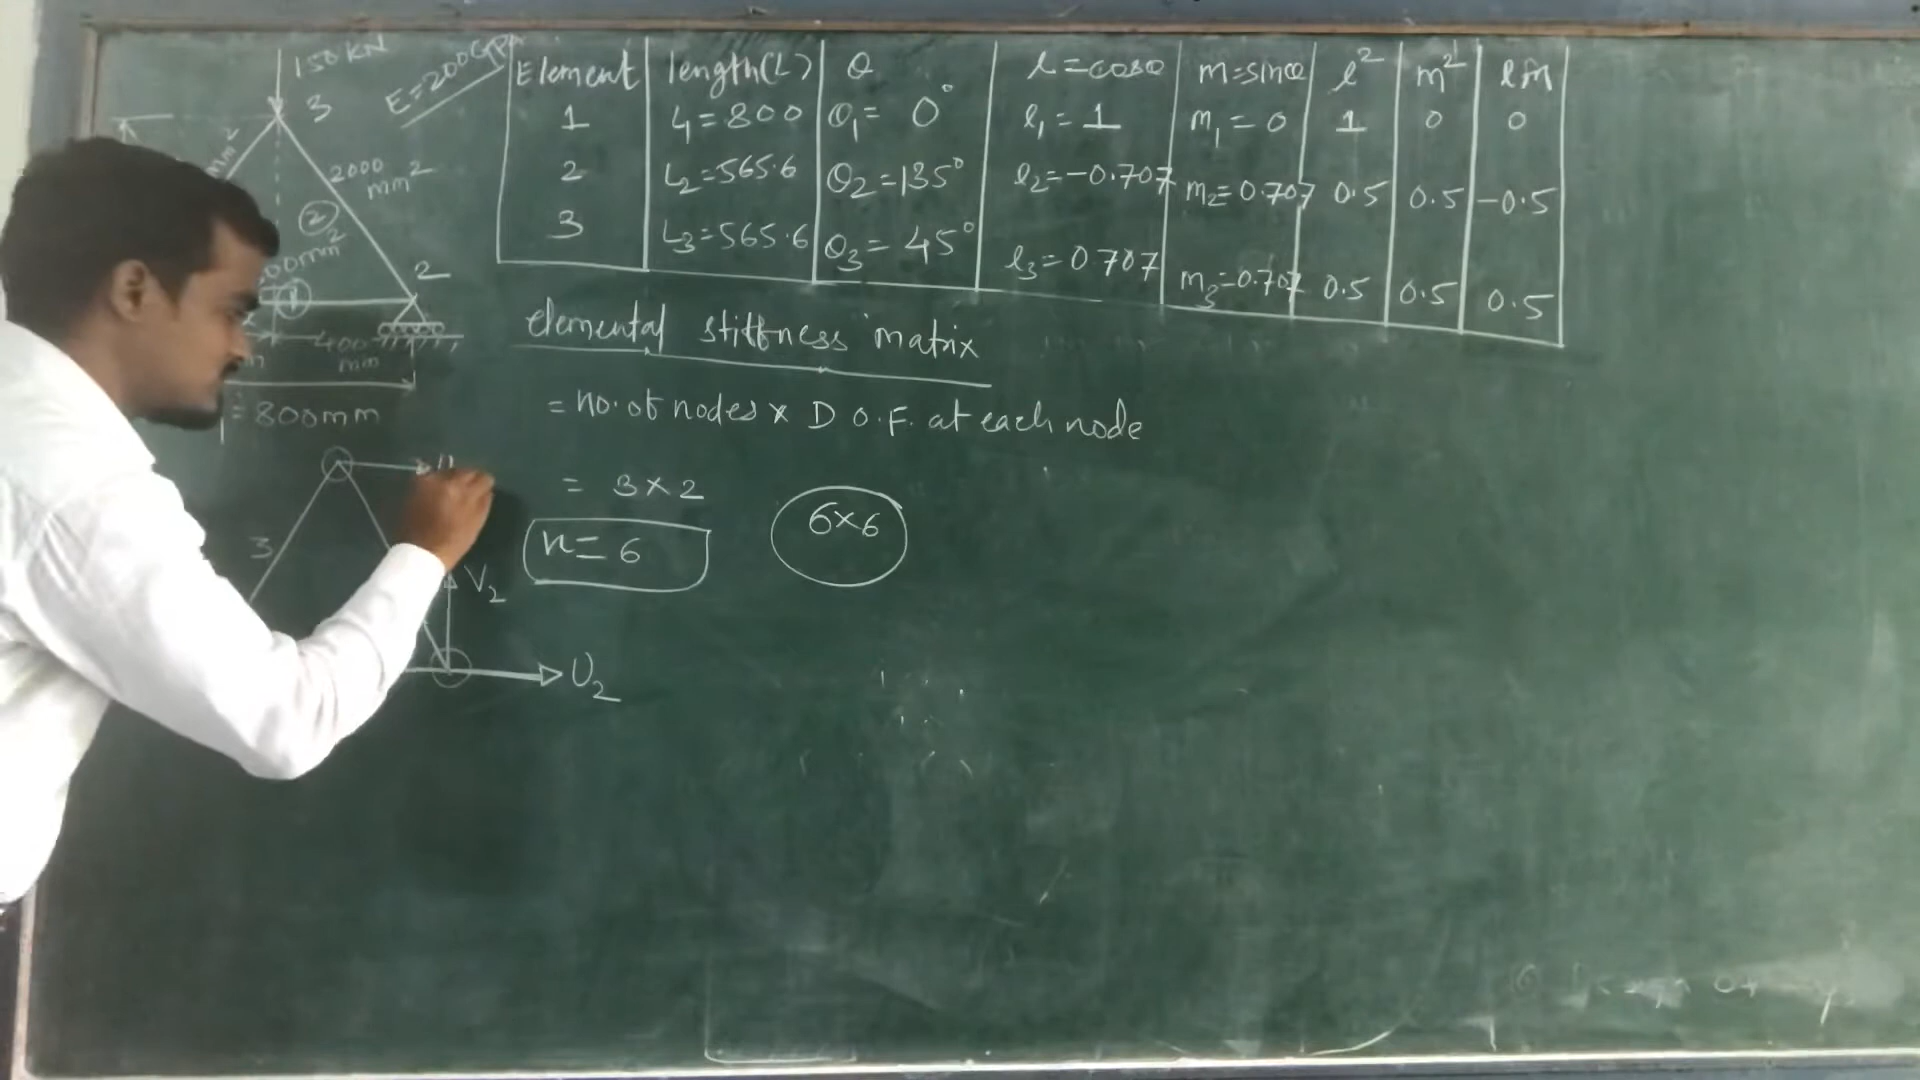 150 KN
E=200GPa
3
mm²
2000
mm²
2
00mm²
1
2
400
mm
=800mm
Element length(L) θ l=cosθ m=sinθ l² m² lm
1 L₁=800 θ₁= 0° l₁=1 m₁=0 1 0 0
2 L₂=565.6 θ₂=135° l₂=-0.707 m₂=0.707 0.5 0.5 -0.5
3 L₃=565.6 θ₃=45° l₃=0.707 m₃=0.707 0.5 0.5 0.5
elemental stiffness matrix
=no.of nodes x D.O.F. at each node
= 3x2
n=6
6x6
3
V₂
U₂